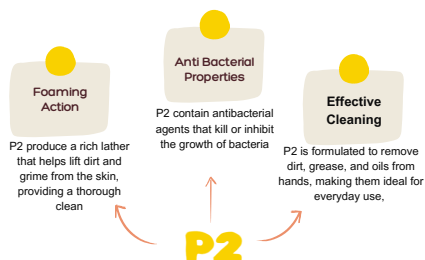 Foaming
Action
P2 produce a rich lather
that helps lift dirt and
grime from the skin,
providing a thorough
clean
Anti Bacterial
Properties
P2 contain antibacterial
agents that kill or inhibit
the growth of bacteria
Effective
Cleaning
P2 is formulated to remove
dirt, grease, and oils from
hands, making them ideal for
everyday use,
P2